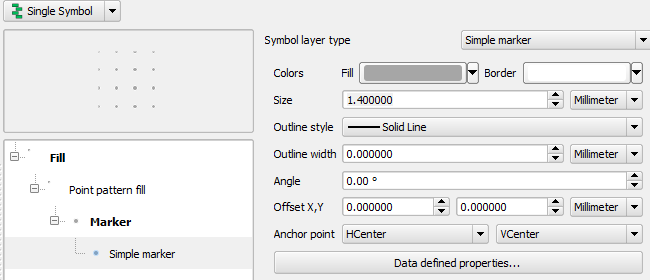 Single Symbol
Symbol layer type Simple marker
Colors Fill Border
Size 1.400000 Millimeter
Outline style Solid Line
Outline width 0.000000 Millimeter
Angle 0.00 °
Offset X,Y 0.000000 0.000000 Millimeter
Anchor point HCenter VCenter
Data defined properties...
Fill
Point pattern fill
Marker
Simple marker